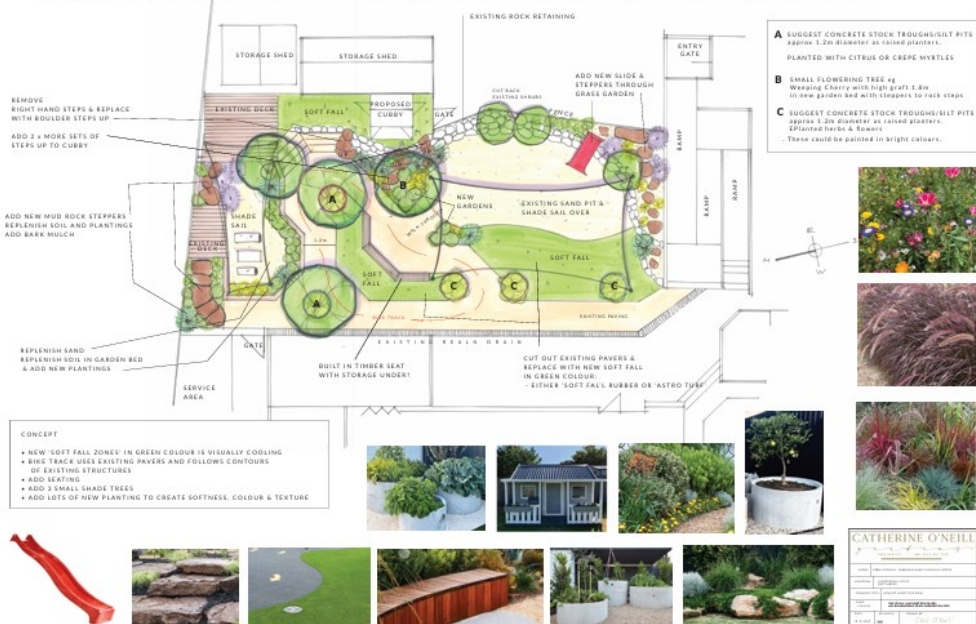 EXISTING ROCK RETAINING
A SUGGEST CONCRETE STOCK TROUGHS/SILT PITS
approx 1.2m diameter as raised planters.
PLANTED WITH CITRUS OR CREPE MYRTLES
B SMALL FLOWERING TREE eg
Weeping Cherry with high graft 1.8m
in new garden bed with steppers to rock steps
C SUGGEST CONCRETE STOCK TROUGHS/SILT PITS
approx 1.2m diameter as raised planters.
EPlanted herbs & flowers
These could be painted in bright colours.
STORAGE SHED
STORAGE SHED
ENTRY
GATE
ADD NEW SLIDE &
STEPPERS THROUGH
GRASS GARDEN
CUT BACK
EXISTING SHRUBS
FENCE
REMOVE
RIGHT HAND STEPS & REPLACE
WITH BOULDER STEPS UP
ADD 2 x MORE SETS OF
STEPS UP TO CUBBY
EXISTING DECK
SOFT FALL
PROPOSED
CUBBY
GATE
RAMP
RAMP
RAMP
A
B
NEW
GARDENS
EXISTING SAND PIT &
SHADE SAIL OVER
ADD NEW MUD ROCK STEPPERS
REPLENISH SOIL AND PLANTINGS
ADD BARK MULCH
SHADE
SAIL
EXISTING
DECK
SOFT FALL
SOFT
FALL
A
C
C
C
BIKE TRACK
EXISTING PAVING
GATE
REPLENISH SAND
REPLENISH SOIL IN GARDEN BED
& ADD NEW PLANTINGS
SERVICE
AREA
BUILT IN TIMBER SEAT
WITH STORAGE UNDER?
CUT OUT EXISTING PAVERS &
REPLACE WITH NEW SOFT FALL
IN GREEN COLOUR:
- EITHER 'SOFT FAL'L RUBBER OR 'ASTRO TURF'
CONCEPT
• NEW 'SOFT FALL ZONES' IN GREEN COLOUR IS VISUALLY COOLING
• BIKE TRACK USES EXISTING PAVERS AND FOLLOWS CONTOURS
OF EXISTING STRUCTURES
• ADD SEATING
• ADD 3 SMALL SHADE TREES
• ADD LOTS OF NEW PLANTING TO CREATE SOFTNESS, COLOUR & TEXTURE
CATHERINE O'NEILL